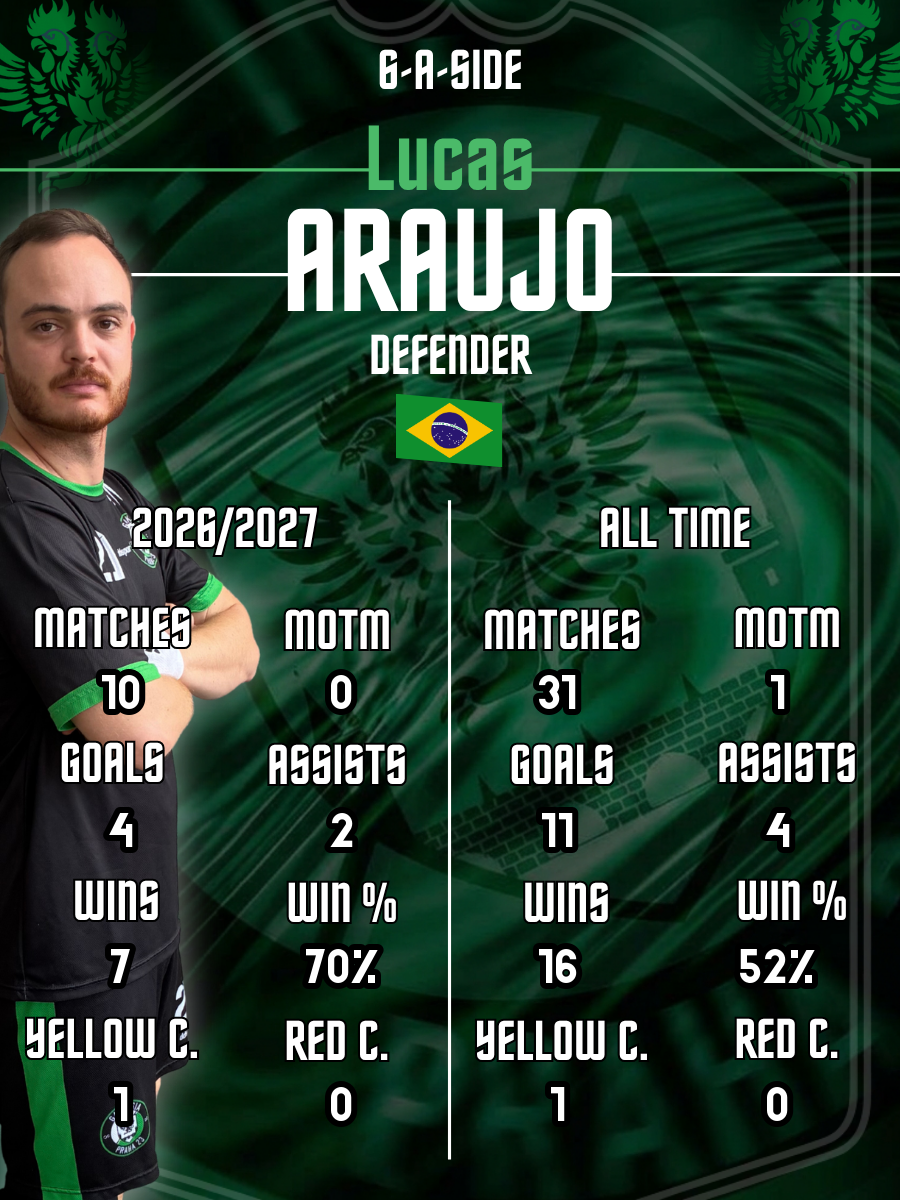 6-A-SIDE
Lucas
ARAUJO
DEFENDER
2026/2027
MATCHES MOTM
10 0
GOALS ASSISTS
4 2
WINS WIN %
7 70%
YELLOW C. RED C.
1 0
ALL TIME
MATCHES MOTM
31 1
GOALS ASSISTS
11 4
WINS WIN %
16 52%
YELLOW C. RED C.
1 0
PRAHA 23